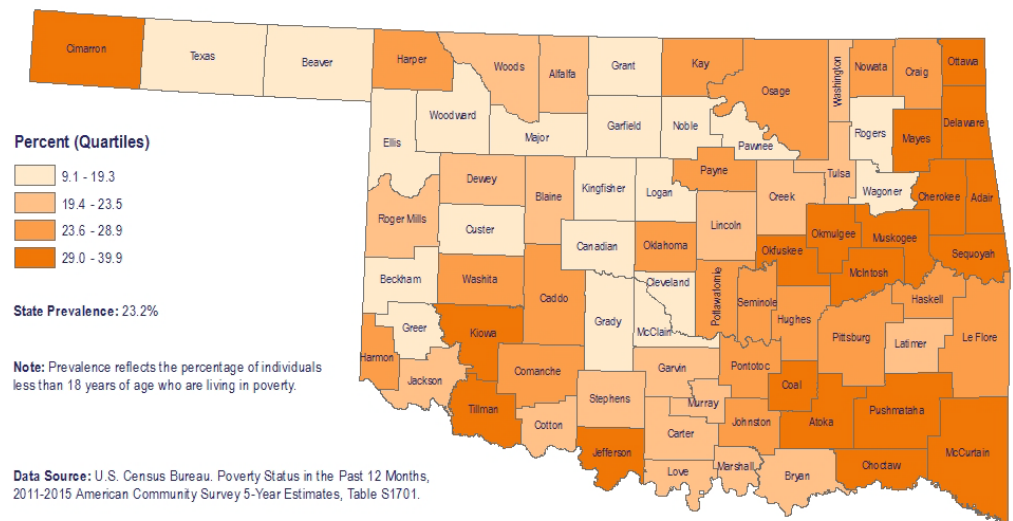 Cimarron
Texas
Beaver
Harper
Woods
Alfalfa
Grant
Kay
Osage
Washington
Nowata
Craig
Ottawa
Woodward
Ellis
Major
Garfield
Noble
Pawnee
Rogers
Mayes
Delaware
Percent (Quartiles)
9.1 - 19.3
19.4 - 23.5
23.6 - 28.9
29.0 - 39.9
Dewey
Blaine
Kingfisher
Logan
Payne
Creek
Tulsa
Wagoner
Cherokee
Adair
Roger Mills
Custer
Canadian
Oklahoma
Lincoln
Okfuskee
Okmulgee
Muskogee
McIntosh
Sequoyah
Beckham
Washita
Caddo
Grady
Cleveland
McClain
Pottawatomie
Seminole
Hughes
Pittsburg
Haskell
Latimer
Le Flore
State Prevalence: 23.2%
Greer
Kiowa
Harmon
Jackson
Comanche
Tillman
Cotton
Stephens
Jefferson
Garvin
Murray
Carter
Love
Marshall
Pontotoc
Johnston
Coal
Atoka
Bryan
Pushmataha
Choctaw
McCurtain
Note: Prevalence reflects the percentage of individuals
less than 18 years of age who are living in poverty.
Data Source: U.S. Census Bureau. Poverty Status in the Past 12 Months,
2011-2015 American Community Survey 5-Year Estimates, Table S1701.